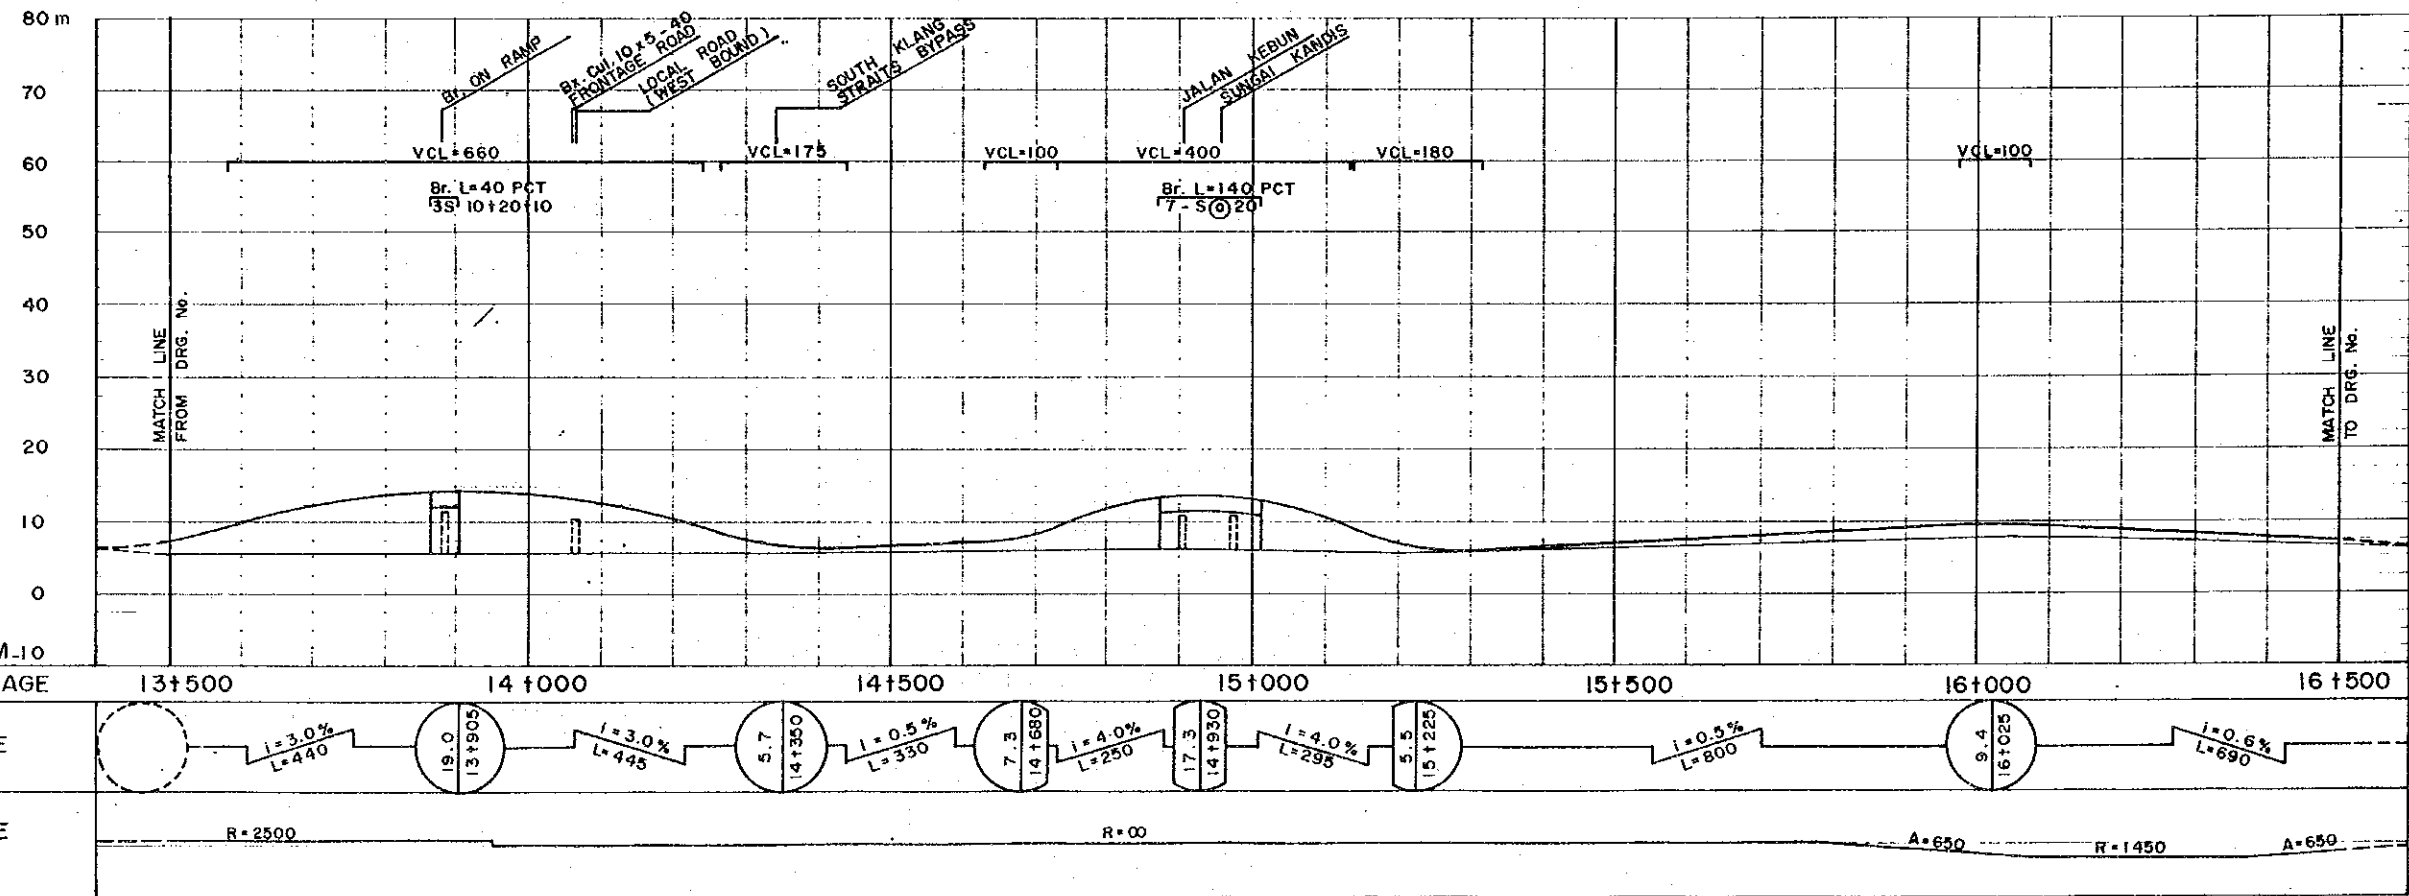 80 m
70
60
50
40
30
20
10
0
M-10
Br. ON RAMP
Bx.-Cul. 10 x 5 - 40
FRONTAGE ROAD
LOCAL ROAD
(WEST BOUND)
SOUTH KLANG
STRAITS BYPASS
JALAN KEBUN
SUNGAI KANDIS
VCL=660
VCL=175
VCL=100
VCL=400
VCL=180
VCL=100
Br. L=40 PCT
3S 10+20+10
Br. L=140 PCT
7-S@20
MATCH LINE
FROM DRG. No.
MATCH LINE
TO DRG. No.
AGE
13+500
14+000
14+500
15+000
15+500
16+000
16+500
E
i=3.0%
L=440
19.0
13+905
i=3.0%
L=445
5.7
14+350
i=0.5%
L=330
7.3
14+680
i=4.0%
L=250
17.3
14+930
i=4.0%
L=295
5.5
15+225
i=0.5%
L=800
9.4
16+025
i=0.6%
L=690
E
R=2500
R=∞
A=650
R=1450
A=650